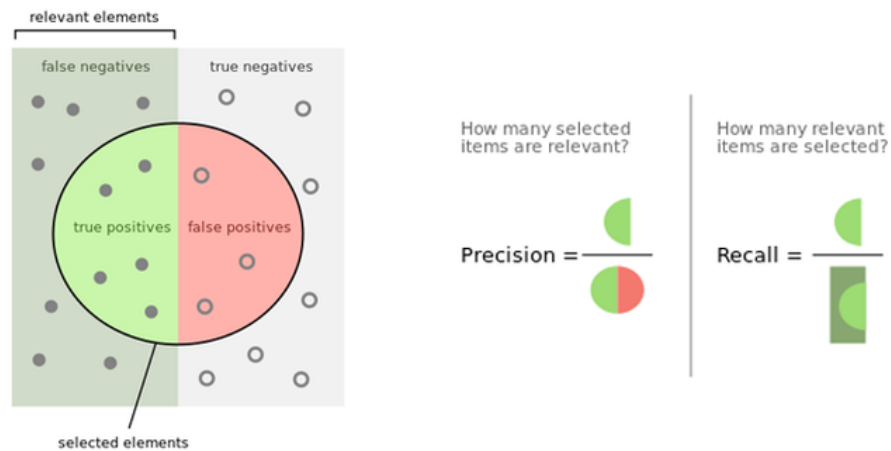 relevant elements
false negatives
true negatives
true positives
false positives
selected elements
How many selected
items are relevant?
Precision =
How many relevant
items are selected?
Recall =